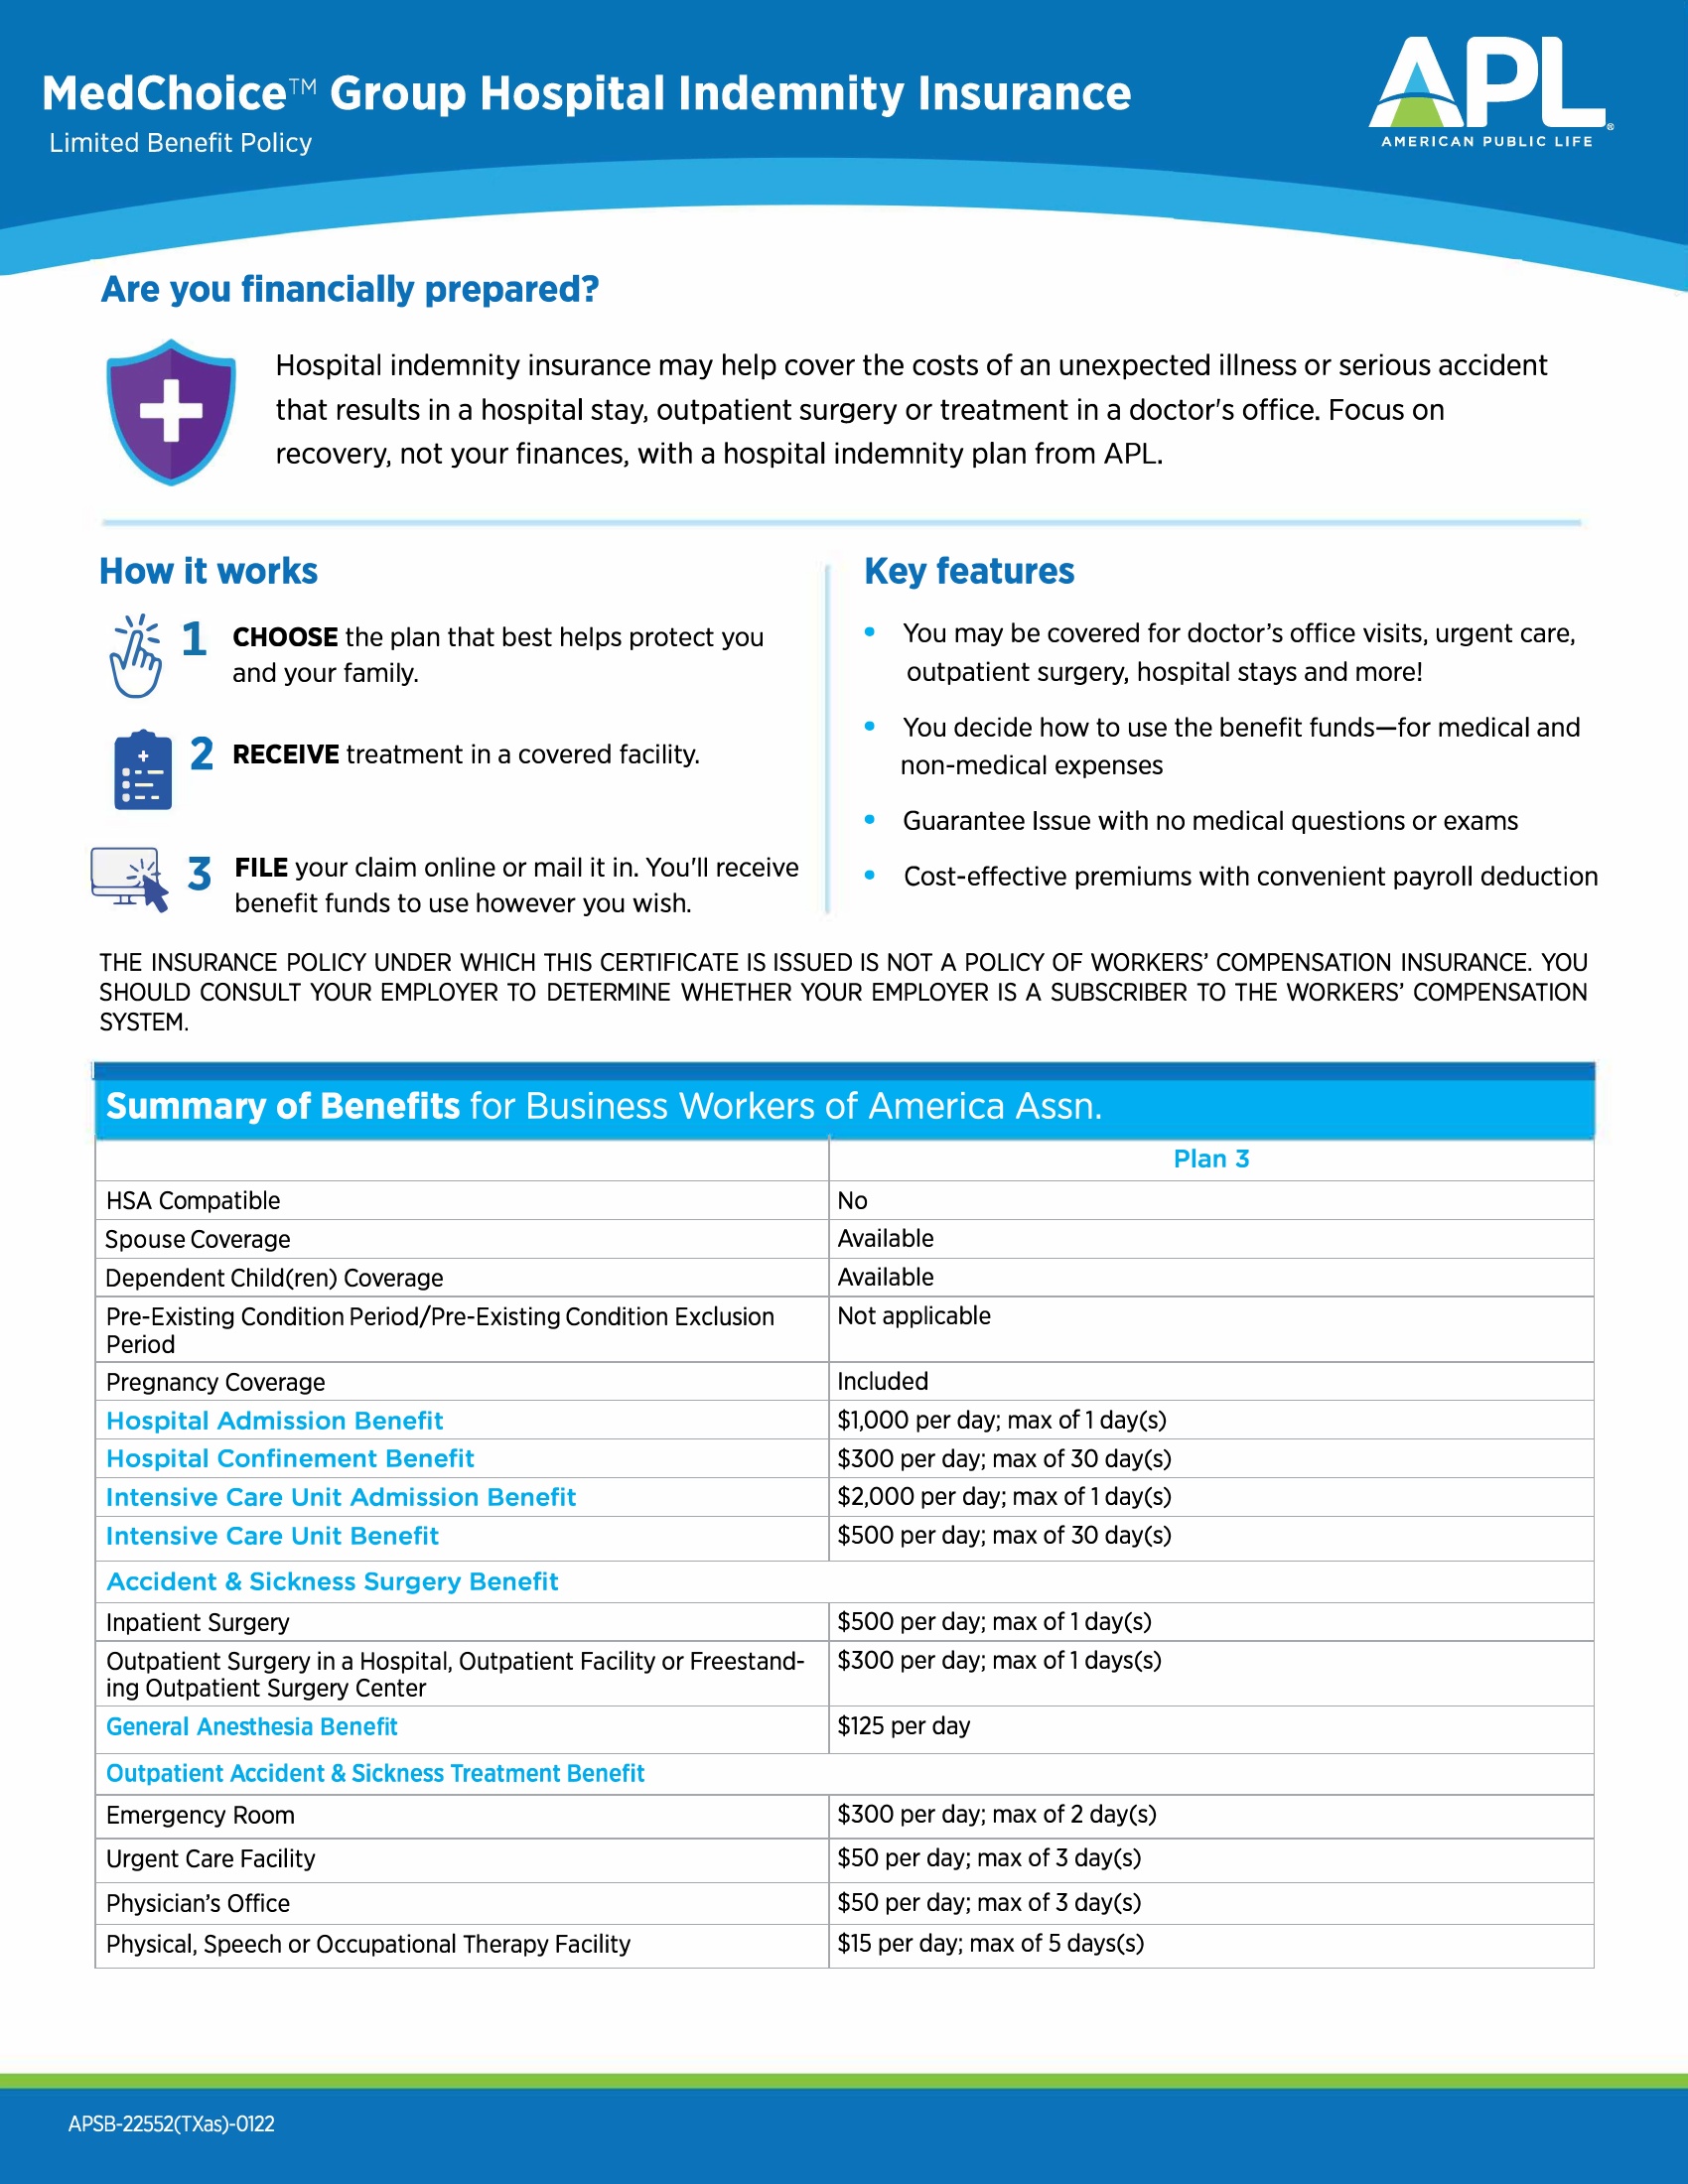 MedChoice™ Group Hospital Indemnity Insurance
Limited Benefit Policy
APL®
AMERICAN PUBLIC LIFE
Are you financially prepared?
Hospital indemnity insurance may help cover the costs of an unexpected illness or serious accident
that results in a hospital stay, outpatient surgery or treatment in a doctor's office. Focus on
recovery, not your finances, with a hospital indemnity plan from APL.
How it works
1 CHOOSE the plan that best helps protect you
and your family.
2 RECEIVE treatment in a covered facility.
3 FILE your claim online or mail it in. You'll receive
benefit funds to use however you wish.
Key features
• You may be covered for doctor’s office visits, urgent care,
outpatient surgery, hospital stays and more!
• You decide how to use the benefit funds—for medical and
non-medical expenses
• Guarantee Issue with no medical questions or exams
• Cost-effective premiums with convenient payroll deduction
THE INSURANCE POLICY UNDER WHICH THIS CERTIFICATE IS ISSUED IS NOT A POLICY OF WORKERS’ COMPENSATION INSURANCE. YOU
SHOULD CONSULT YOUR EMPLOYER TO DETERMINE WHETHER YOUR EMPLOYER IS A SUBSCRIBER TO THE WORKERS’ COMPENSATION
SYSTEM.
Summary of Benefits for Business Workers of America Assn.
Plan 3
HSA Compatible No
Spouse Coverage Available
Dependent Child(ren) Coverage Available
Pre-Existing Condition Period/Pre-Existing Condition Exclusion Not applicable
Period
Pregnancy Coverage Included
Hospital Admission Benefit $1,000 per day; max of 1 day(s)
Hospital Confinement Benefit $300 per day; max of 30 day(s)
Intensive Care Unit Admission Benefit $2,000 per day; max of 1 day(s)
Intensive Care Unit Benefit $500 per day; max of 30 day(s)
Accident & Sickness Surgery Benefit
Inpatient Surgery $500 per day; max of 1 day(s)
Outpatient Surgery in a Hospital, Outpatient Facility or Freestand- $300 per day; max of 1 days(s)
ing Outpatient Surgery Center
General Anesthesia Benefit $125 per day
Outpatient Accident & Sickness Treatment Benefit
Emergency Room $300 per day; max of 2 day(s)
Urgent Care Facility $50 per day; max of 3 day(s)
Physician’s Office $50 per day; max of 3 day(s)
Physical, Speech or Occupational Therapy Facility $15 per day; max of 5 days(s)
APSB-22552(TXas)-0122